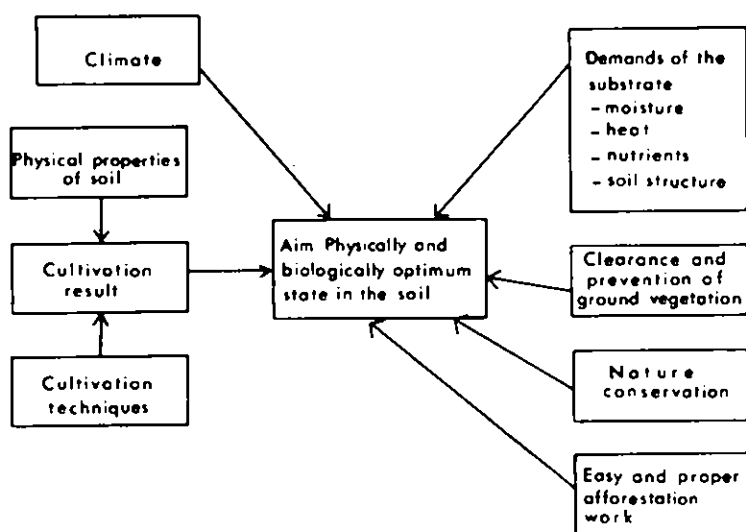 Climate
Physical properties
of soil
Cultivation
result
Cultivation
techniques
Aim Physically and
biologically optimum
state in the soil
Demands of the
substrate
- moisture
- heat
- nutrients
- soil structure
Clearance and
prevention of
ground vegetation
Nature
conservation
Easy and proper
afforestation
work